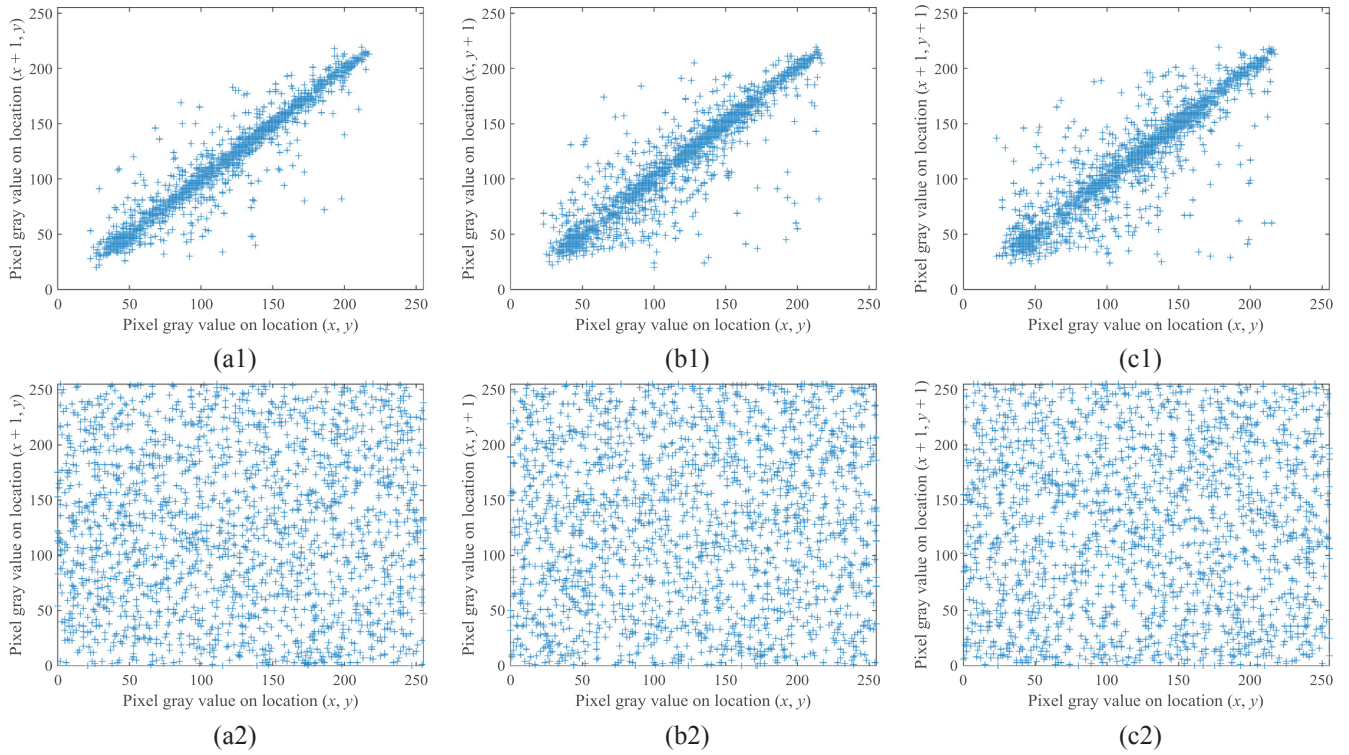 Pixel gray value on location (x + 1, y)
250
200
150
100
50
0
0 50 100 150 200 250
Pixel gray value on location (x, y)
(a1)
Pixel gray value on location (x, y + 1)
250
200
150
100
50
0
0 50 100 150 200 250
Pixel gray value on location (x, y)
(b1)
Pixel gray value on location (x + 1, y + 1)
250
200
150
100
50
0
0 50 100 150 200 250
Pixel gray value on location (x, y)
(c1)
Pixel gray value on location (x + 1, y)
250
200
150
100
50
0
0 50 100 150 200 250
Pixel gray value on location (x, y)
(a2)
Pixel gray value on location (x, y + 1)
250
200
150
100
50
0
0 50 100 150 200 250
Pixel gray value on location (x, y)
(b2)
Pixel gray value on location (x + 1, y + 1)
250
200
150
100
50
0
0 50 100 150 200 250
Pixel gray value on location (x, y)
(c2)